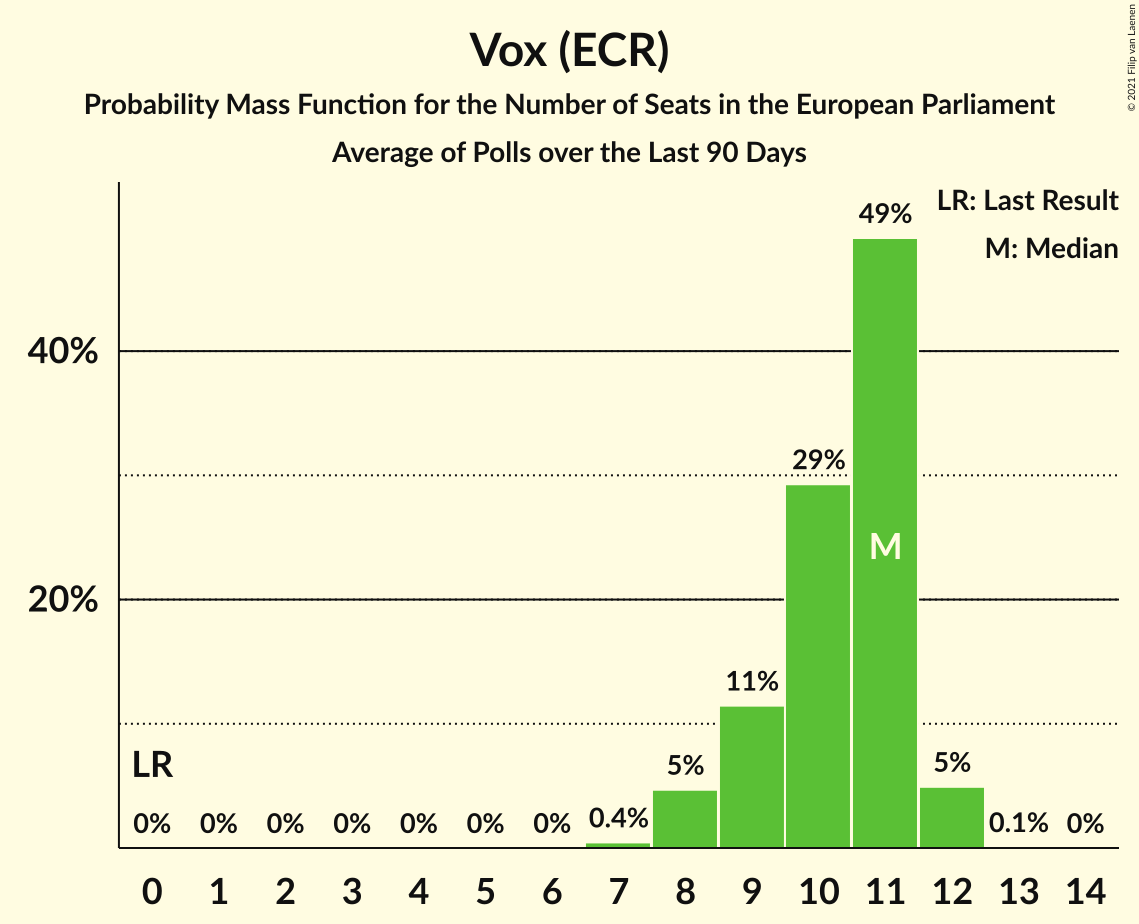 Vox (ECR)
Probability Mass Function for the Number of Seats in the European Parliament
Average of Polls over the Last 90 Days
© 2021 Filip van Laenen
LR: Last Result
M: Median
49%
40%
29%
M
20%
11%
LR
5%
5%
0% 0% 0% 0% 0% 0% 0% 0.4% 0.1% 0%
0 1 2 3 4 5 6 7 8 9 10 11 12 13 14